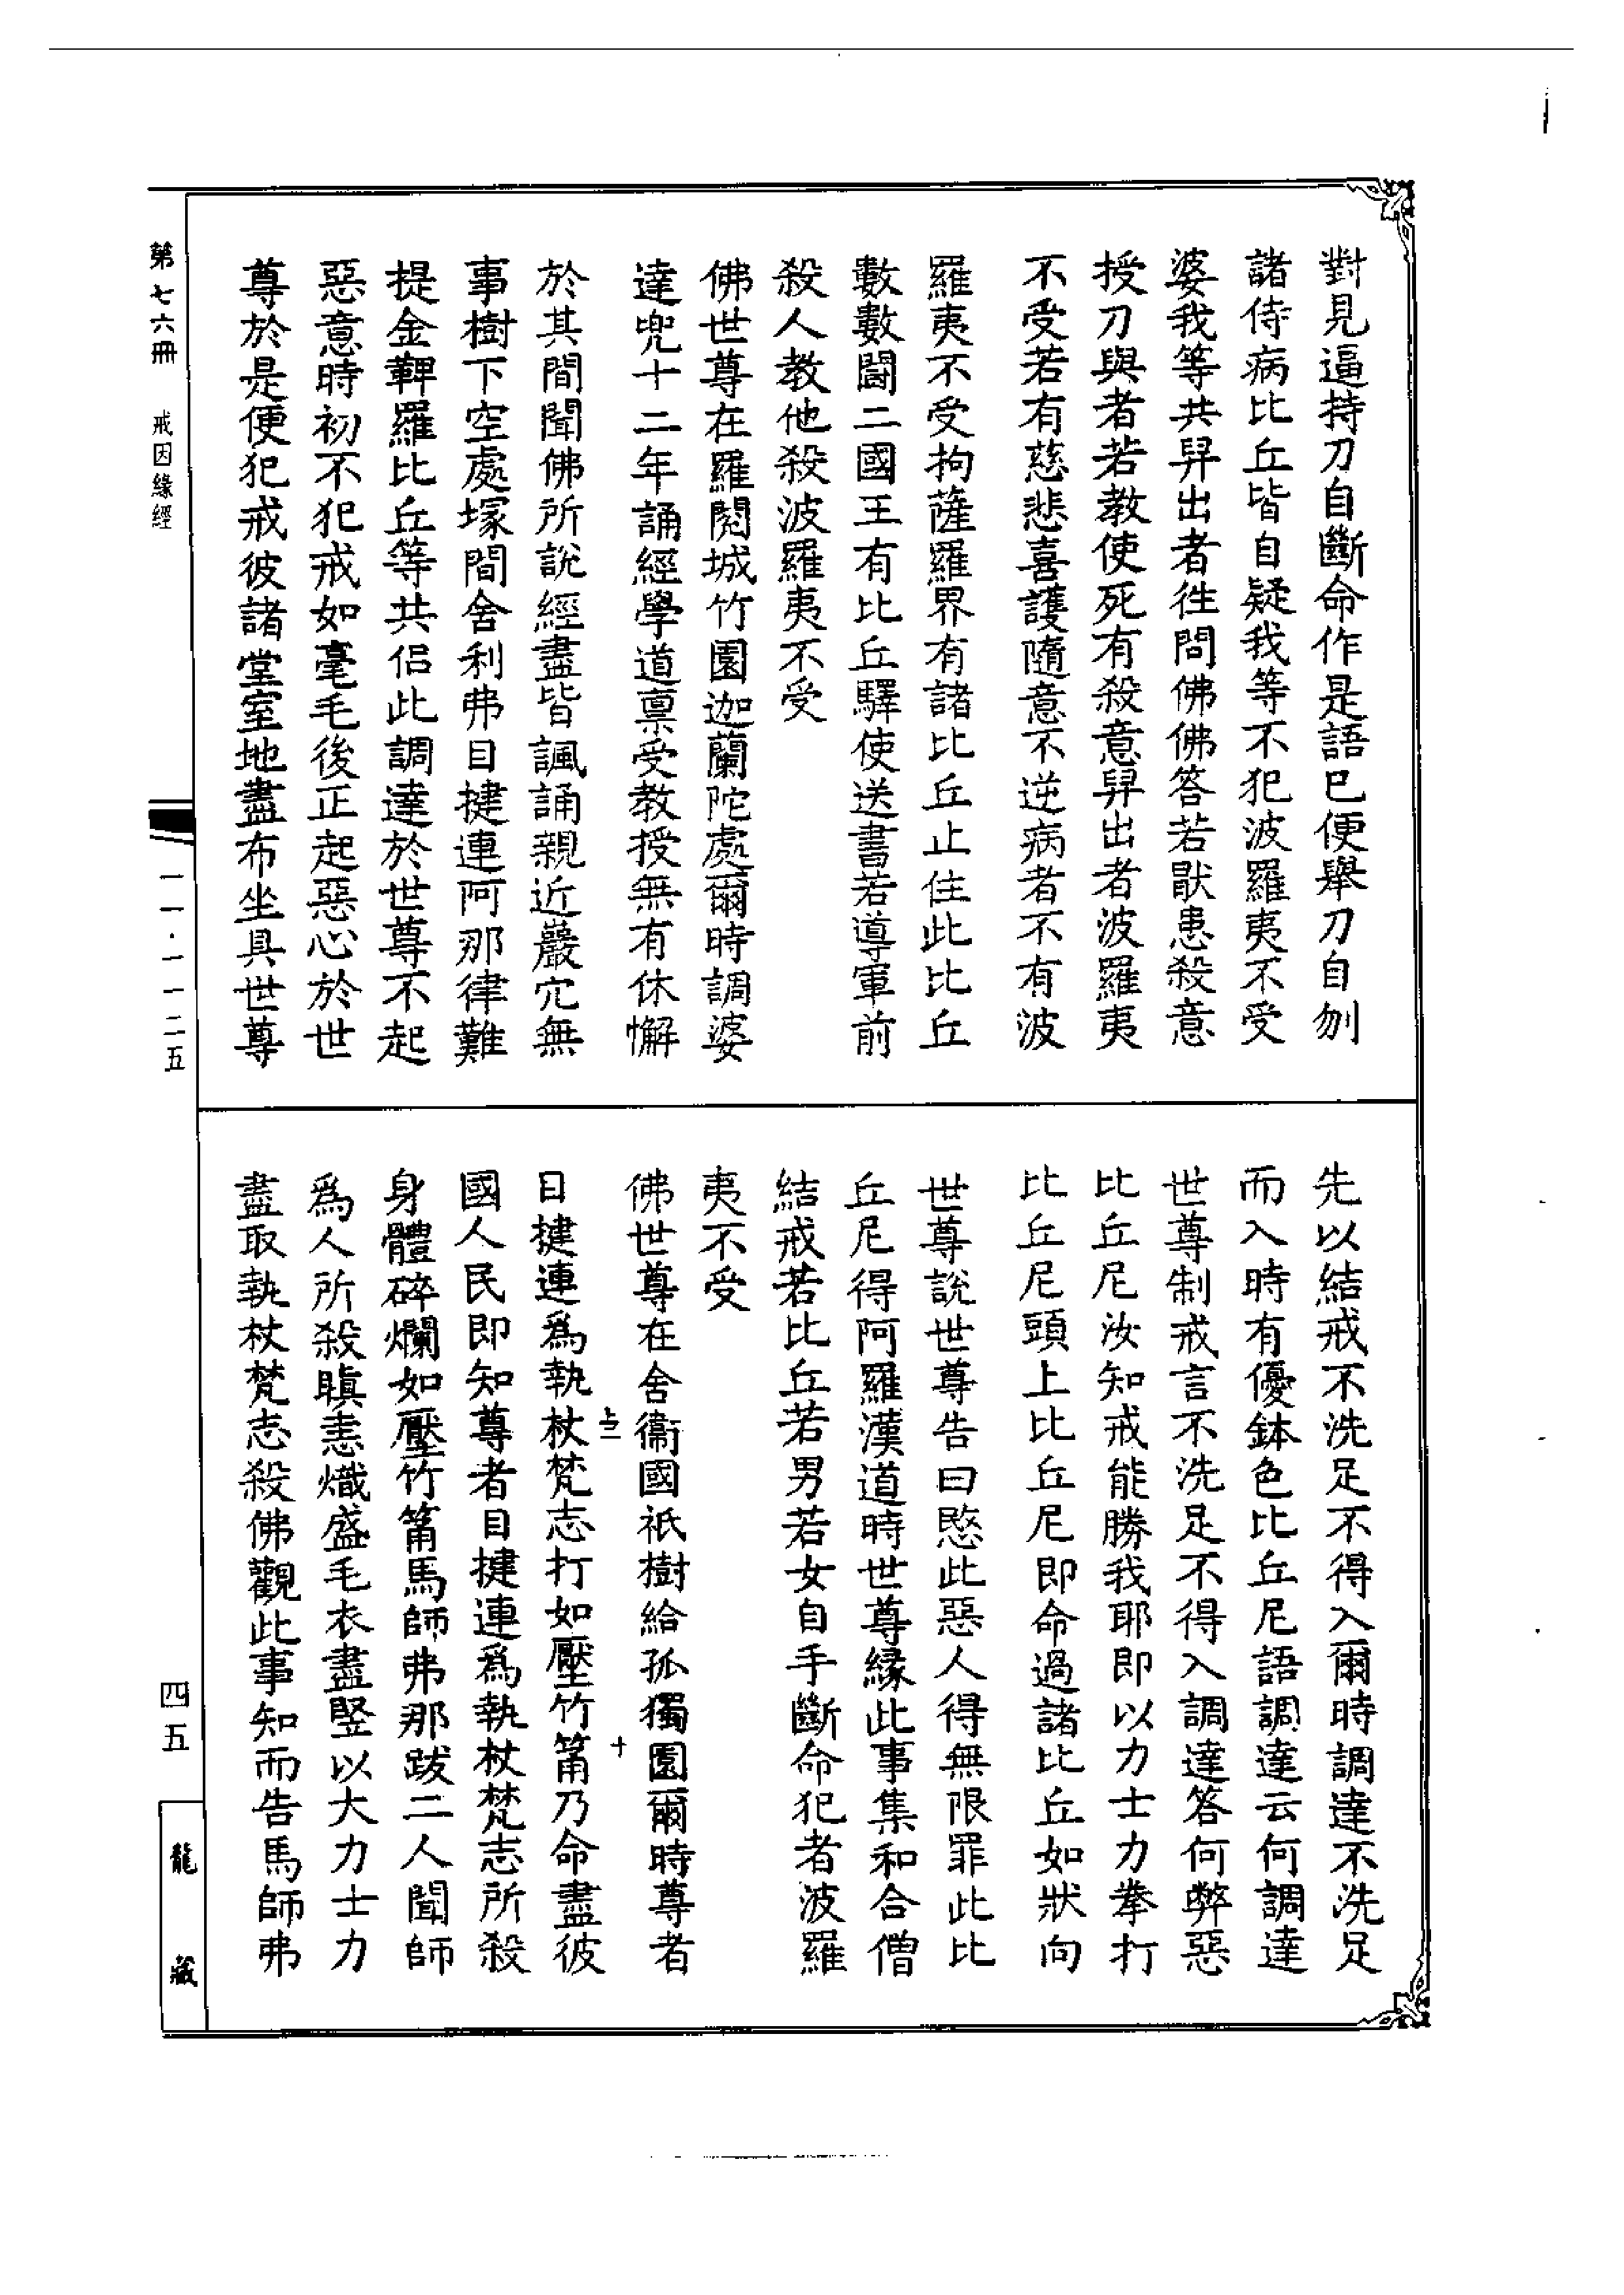 對見逼持刀自斷命作是語已便舉刀自刎
諸侍病比丘皆自疑我等不犯波羅夷不受
婆我等共舁出者往問佛佛答若猒患殺意
授刀與者若教使死有殺意舁出者波羅夷
不受若有慈悲喜護隨意不逆病者不有波
羅夷不受拘薩羅界有諸比丘止住此比丘
數數鬪二國王有比丘驛使送書若導軍前
殺人教他殺波羅夷不受
佛世尊在羅閱城竹園迦蘭陀處爾時調婆
達兜十二年誦經學道禀受教授無有休懈
於其間聞佛所說經盡皆諷誦親近巖穴無
事樹下空處塚間舍利弗目揵連阿那律難
提金鞞羅比丘等共侣此調達於世尊不起
惡意時初不犯戒如毫毛後正起惡心於世
尊於是便犯戒彼諸堂室地盡布坐具世尊
先以結戒不洗足不得入爾時調達不洗足
而入時有優鉢色比丘尼語調達云何調達
世尊制戒言不洗足不得入調達答何弊惡
比丘尼汝知戒能勝我耶即以力士力拳打
比丘尼頭上比丘尼即命過諸比丘如狀向
世尊說世尊告曰愍此惡人得無限罪此比
丘尼得阿羅漢道時世尊緣此事集和合僧
結戒若比丘若男若女自手斷命犯者波羅
夷不受
佛世尊在舍衞國祇樹給孤獨園爾時尊者
目揵連爲執杖梵志打如壓竹筩乃命盡彼
國人民即知尊者目揵連爲執杖梵志所殺
身體碎爛如壓竹筩馬師弗那跋二人聞師
爲人所殺瞋恚熾盛毛衣盡竪以大力士力
盡取執杖梵志殺佛觀此事知而告馬師弗
上二
十
第七六冊 戒因緣經
一一·一一二五
四五
龍藏